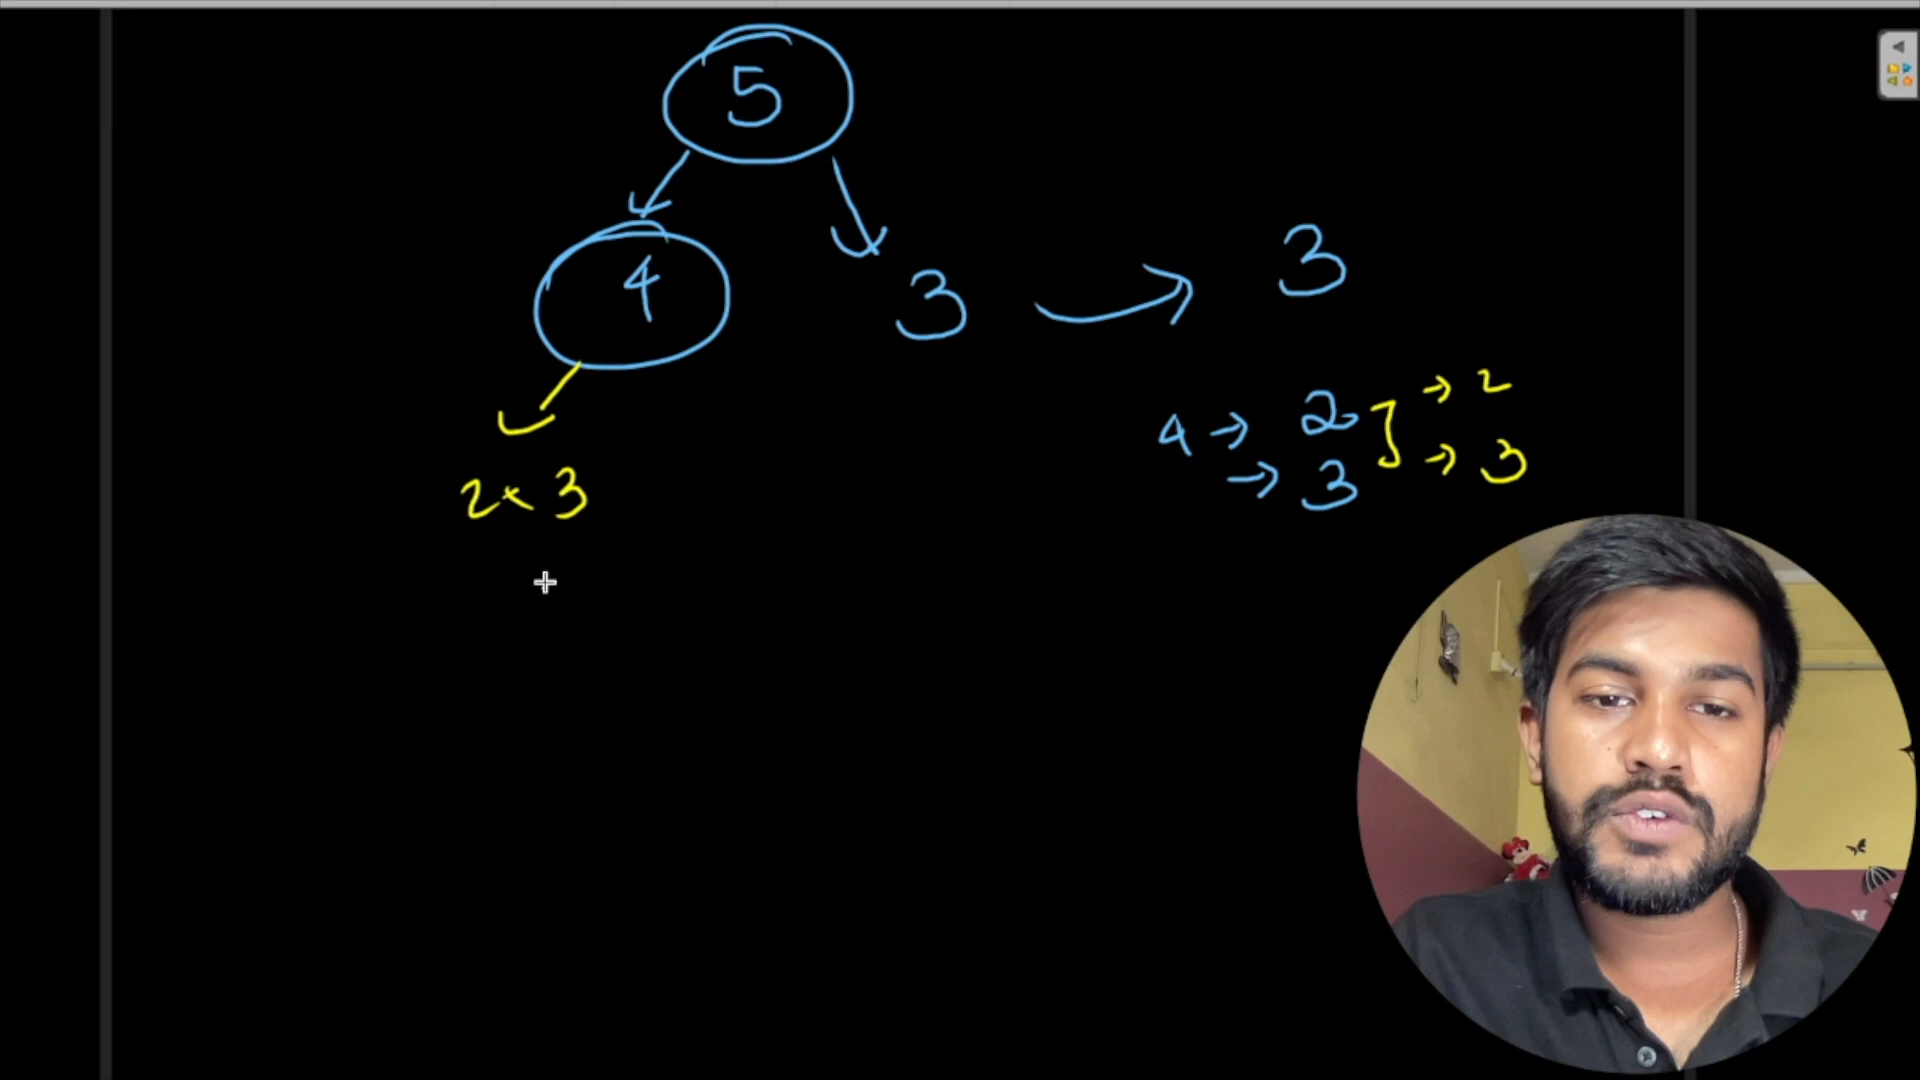 5
4
3 → 3
4 → 2 → 2
→ 3 → 3
2 x 3